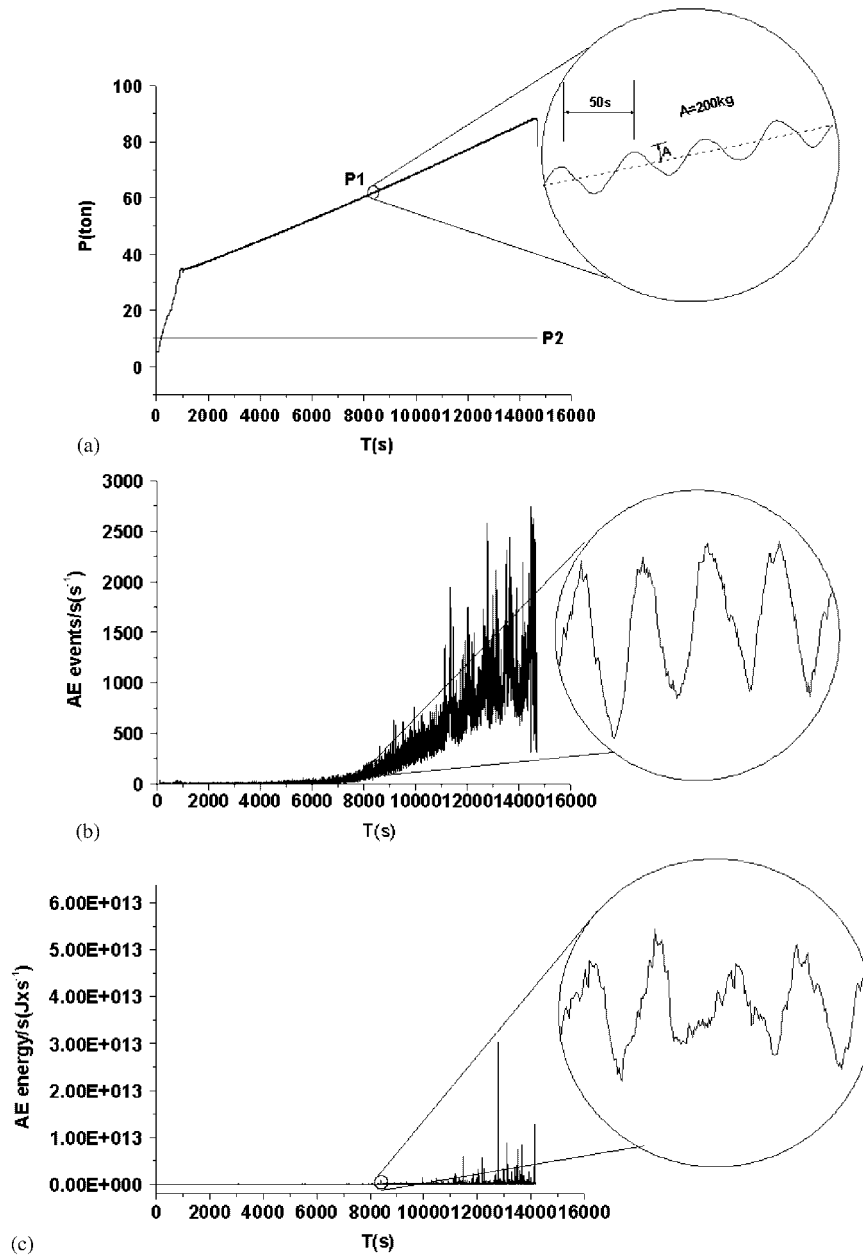 100
80
60
40
20
0
P(ton)
P1
P2
50s
A=200kg
A
0 2000 4000 6000 8000 10000 12000 14000 16000
T(s)
(a)
3000
2500
2000
1500
1000
500
0
AE events/s(s⁻¹)
0 2000 4000 6000 8000 10000 12000 14000 16000
T(s)
(b)
6.00E+013
5.00E+013
4.00E+013
3.00E+013
2.00E+013
1.00E+013
0.00E+000
AE energy/s(Jxs⁻¹)
0 2000 4000 6000 8000 10000 12000 14000 16000
T(s)
(c)